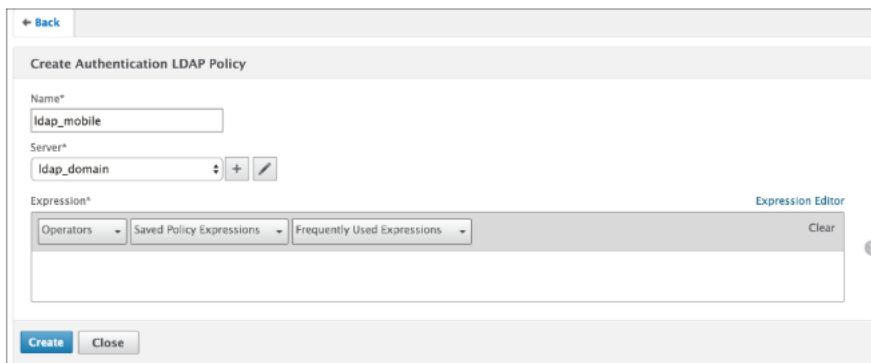 Back
Create Authentication LDAP Policy
Name*
ldap_mobile
Server*
ldap_domain
Expression* Expression Editor
Operators Saved Policy Expressions Frequently Used Expressions Clear
Create Close